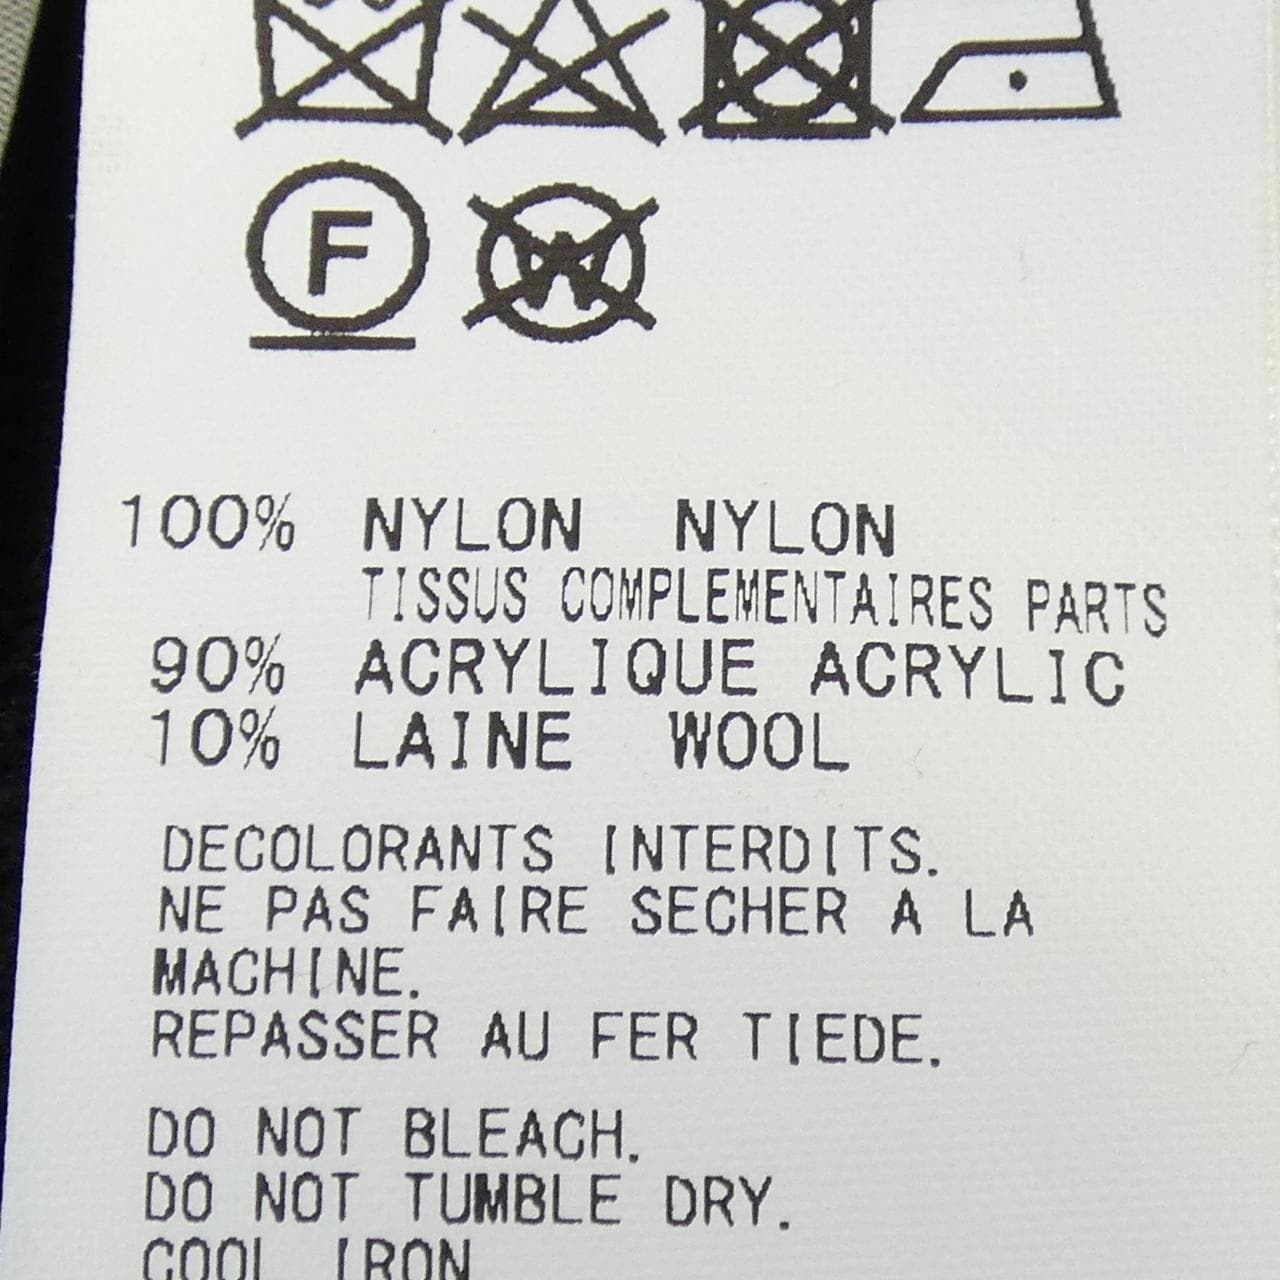 F
W
100% NYLON NYLON
TISSUS COMPLEMENTAIRES PARTS
90% ACRYLIQUE ACRYLIC
10% LAINE WOOL
DECOLORANTS INTERDITS.
NE PAS FAIRE SECHER A LA
MACHINE.
REPASSER AU FER TIEDE.
DO NOT BLEACH.
DO NOT TUMBLE DRY.
COOL IRON